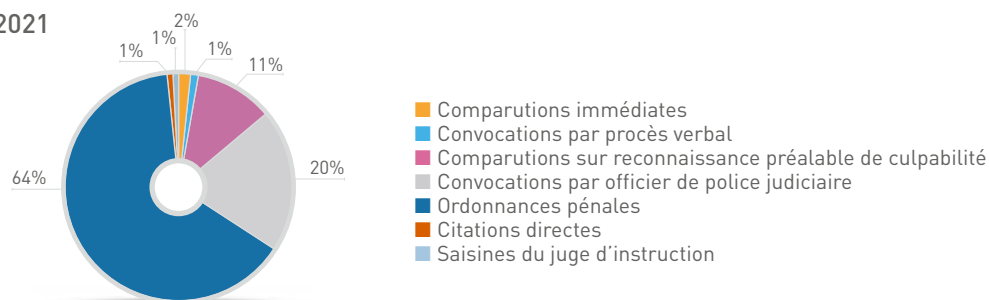 2021
2%
1%
1%
1%
11%
64%
20%
Comparutions immédiates
Convocations par procès verbal
Comparutions sur reconnaissance préalable de culpabilité
Convocations par officier de police judiciaire
Ordonnances pénales
Citations directes
Saisines du juge d’instruction